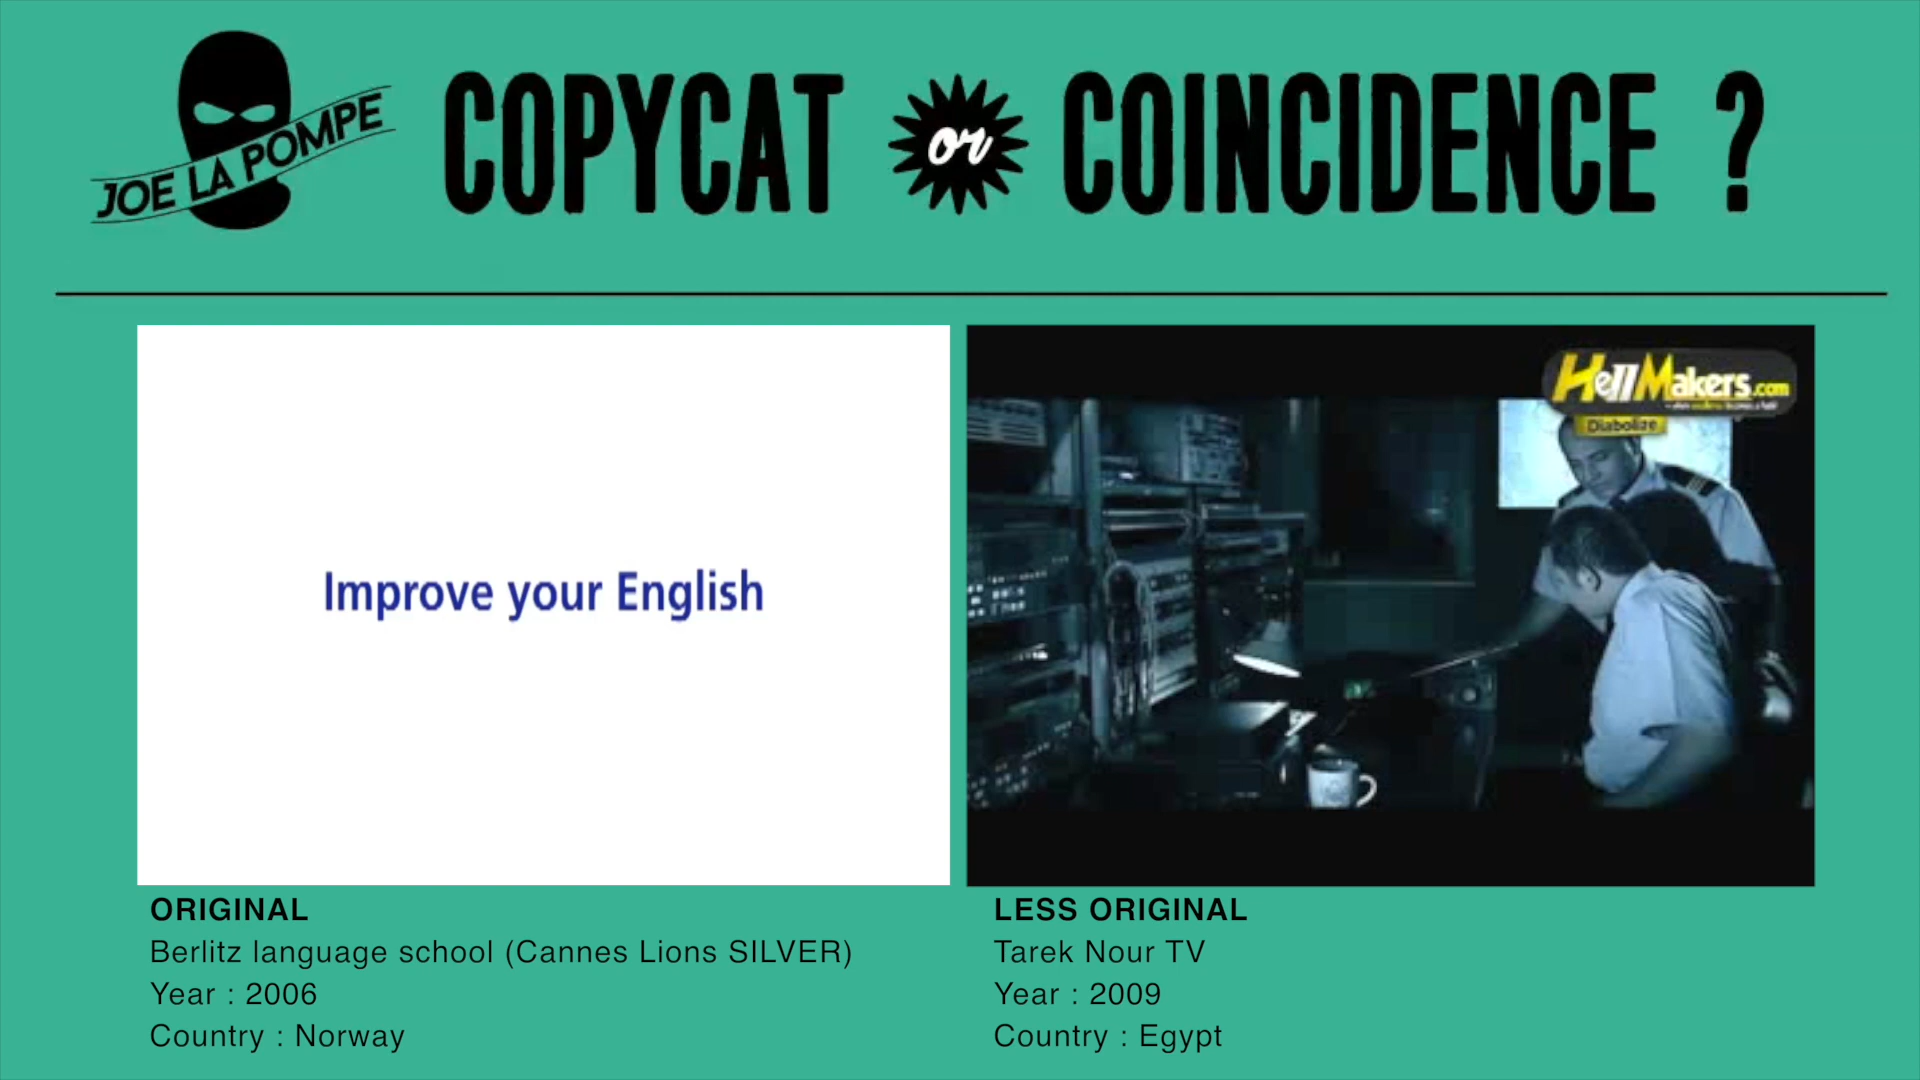 JOE LA POMPE
COPYCAT or COINCIDENCE ?
HellMakers.com
Diabolize
Improve your English
ORIGINAL
Berlitz language school (Cannes Lions SILVER)
Year : 2006
Country : Norway
LESS ORIGINAL
Tarek Nour TV
Year : 2009
Country : Egypt